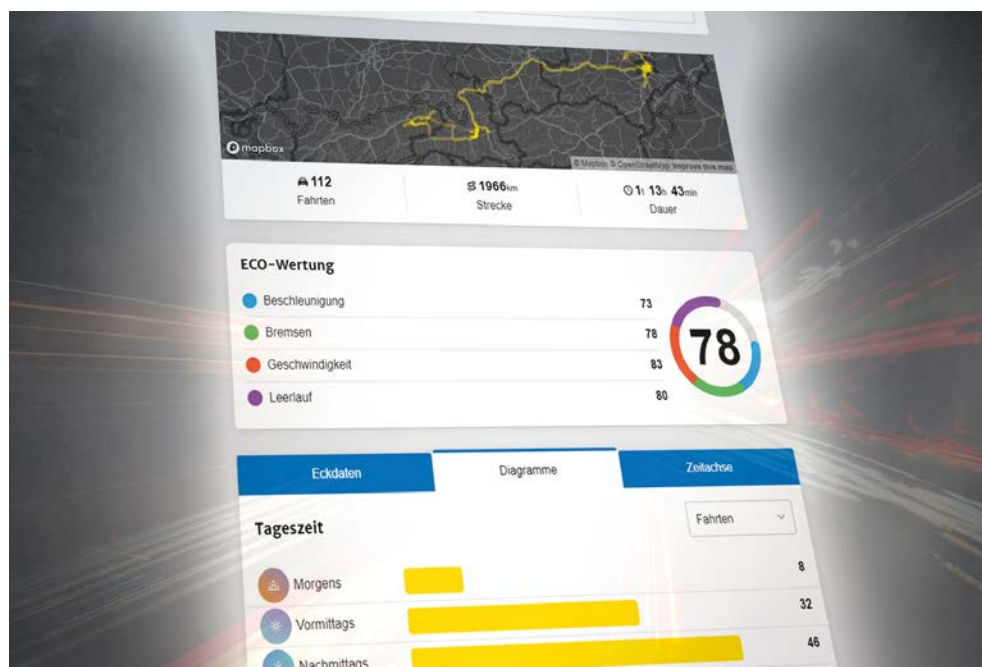 mapbox
© Mapbox © OpenStreetMap Improve this map
112
Fahrten
1966km
Strecke
1t 13h 43min
Dauer
ECO-Wertung
Beschleunigung 73
Bremsen 78
Geschwindigkeit 83
Leerlauf 80
78
Eckdaten Diagramme Zeitachse
Tageszeit Fahrten
Morgens 8
Vormittags 32
Nachmittags 46